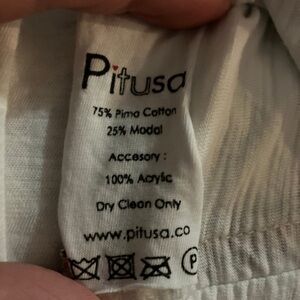 Pitusa
75% Pima Cotton
25% Modal
Accesory :
100% Acrylic
Dry Clean Only
www.pitusa.co
P